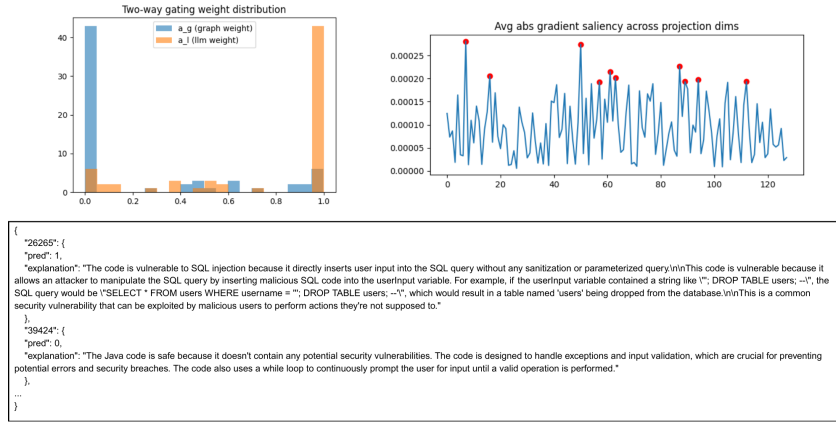 Two-way gating weight distribution
a_g (graph weight)
a_l (llm weight)
40
30
20
10
0
0.0 0.2 0.4 0.6 0.8 1.0
Avg abs gradient saliency across projection dims
0.00025
0.00020
0.00015
0.00010
0.00005
0.00000
0 20 40 60 80 100 120
{
"26265": {
"pred": 1,
"explanation": "The code is vulnerable to SQL injection because it directly inserts user input into the SQL query without any sanitization or parameterized query.\n\nThis code is vulnerable because it
allows an attacker to manipulate the SQL query by inserting malicious SQL code into the userInput variable. For example, if the userInput variable contained a string like \"'; DROP TABLE users; --\", the
SQL query would be \"SELECT * FROM users WHERE username = '"; DROP TABLE users; --'\", which would result in a table named 'users' being dropped from the database.\n\nThis is a common
security vulnerability that can be exploited by malicious users to perform actions they're not supposed to."
},
"39424": {
"pred": 0,
"explanation": "The Java code is safe because it doesn't contain any potential security vulnerabilities. The code is designed to handle exceptions and input validation, which are crucial for preventing
potential errors and security breaches. The code also uses a while loop to continuously prompt the user for input until a valid operation is performed."
},
...
}